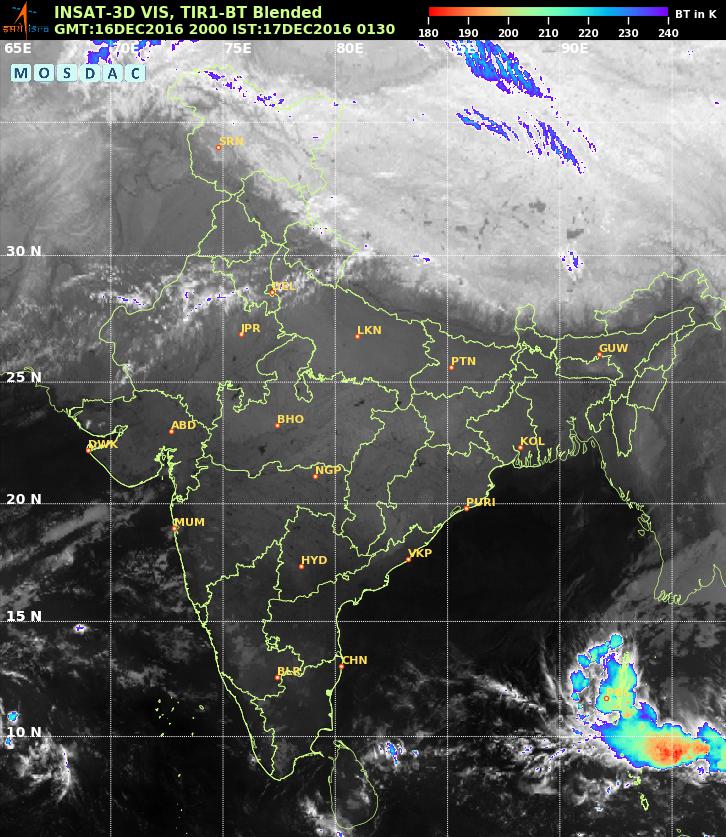 INSAT-3D VIS, TIR1-BT Blended
GMT:16DEC2016 2000 IST:17DEC2016 0130
BT in K
180 190 200 210 220 230 240
65E 70E 75E 80E 85E 90E
M O S D A C
SRN
30 N
DEL
JPR
LKN
GUW
PTN
25 N
ABD
BHO
KOL
DWK
NGP
20 N
PURI
MUM
VKP
HYD
15 N
CHN
BLR
10 N